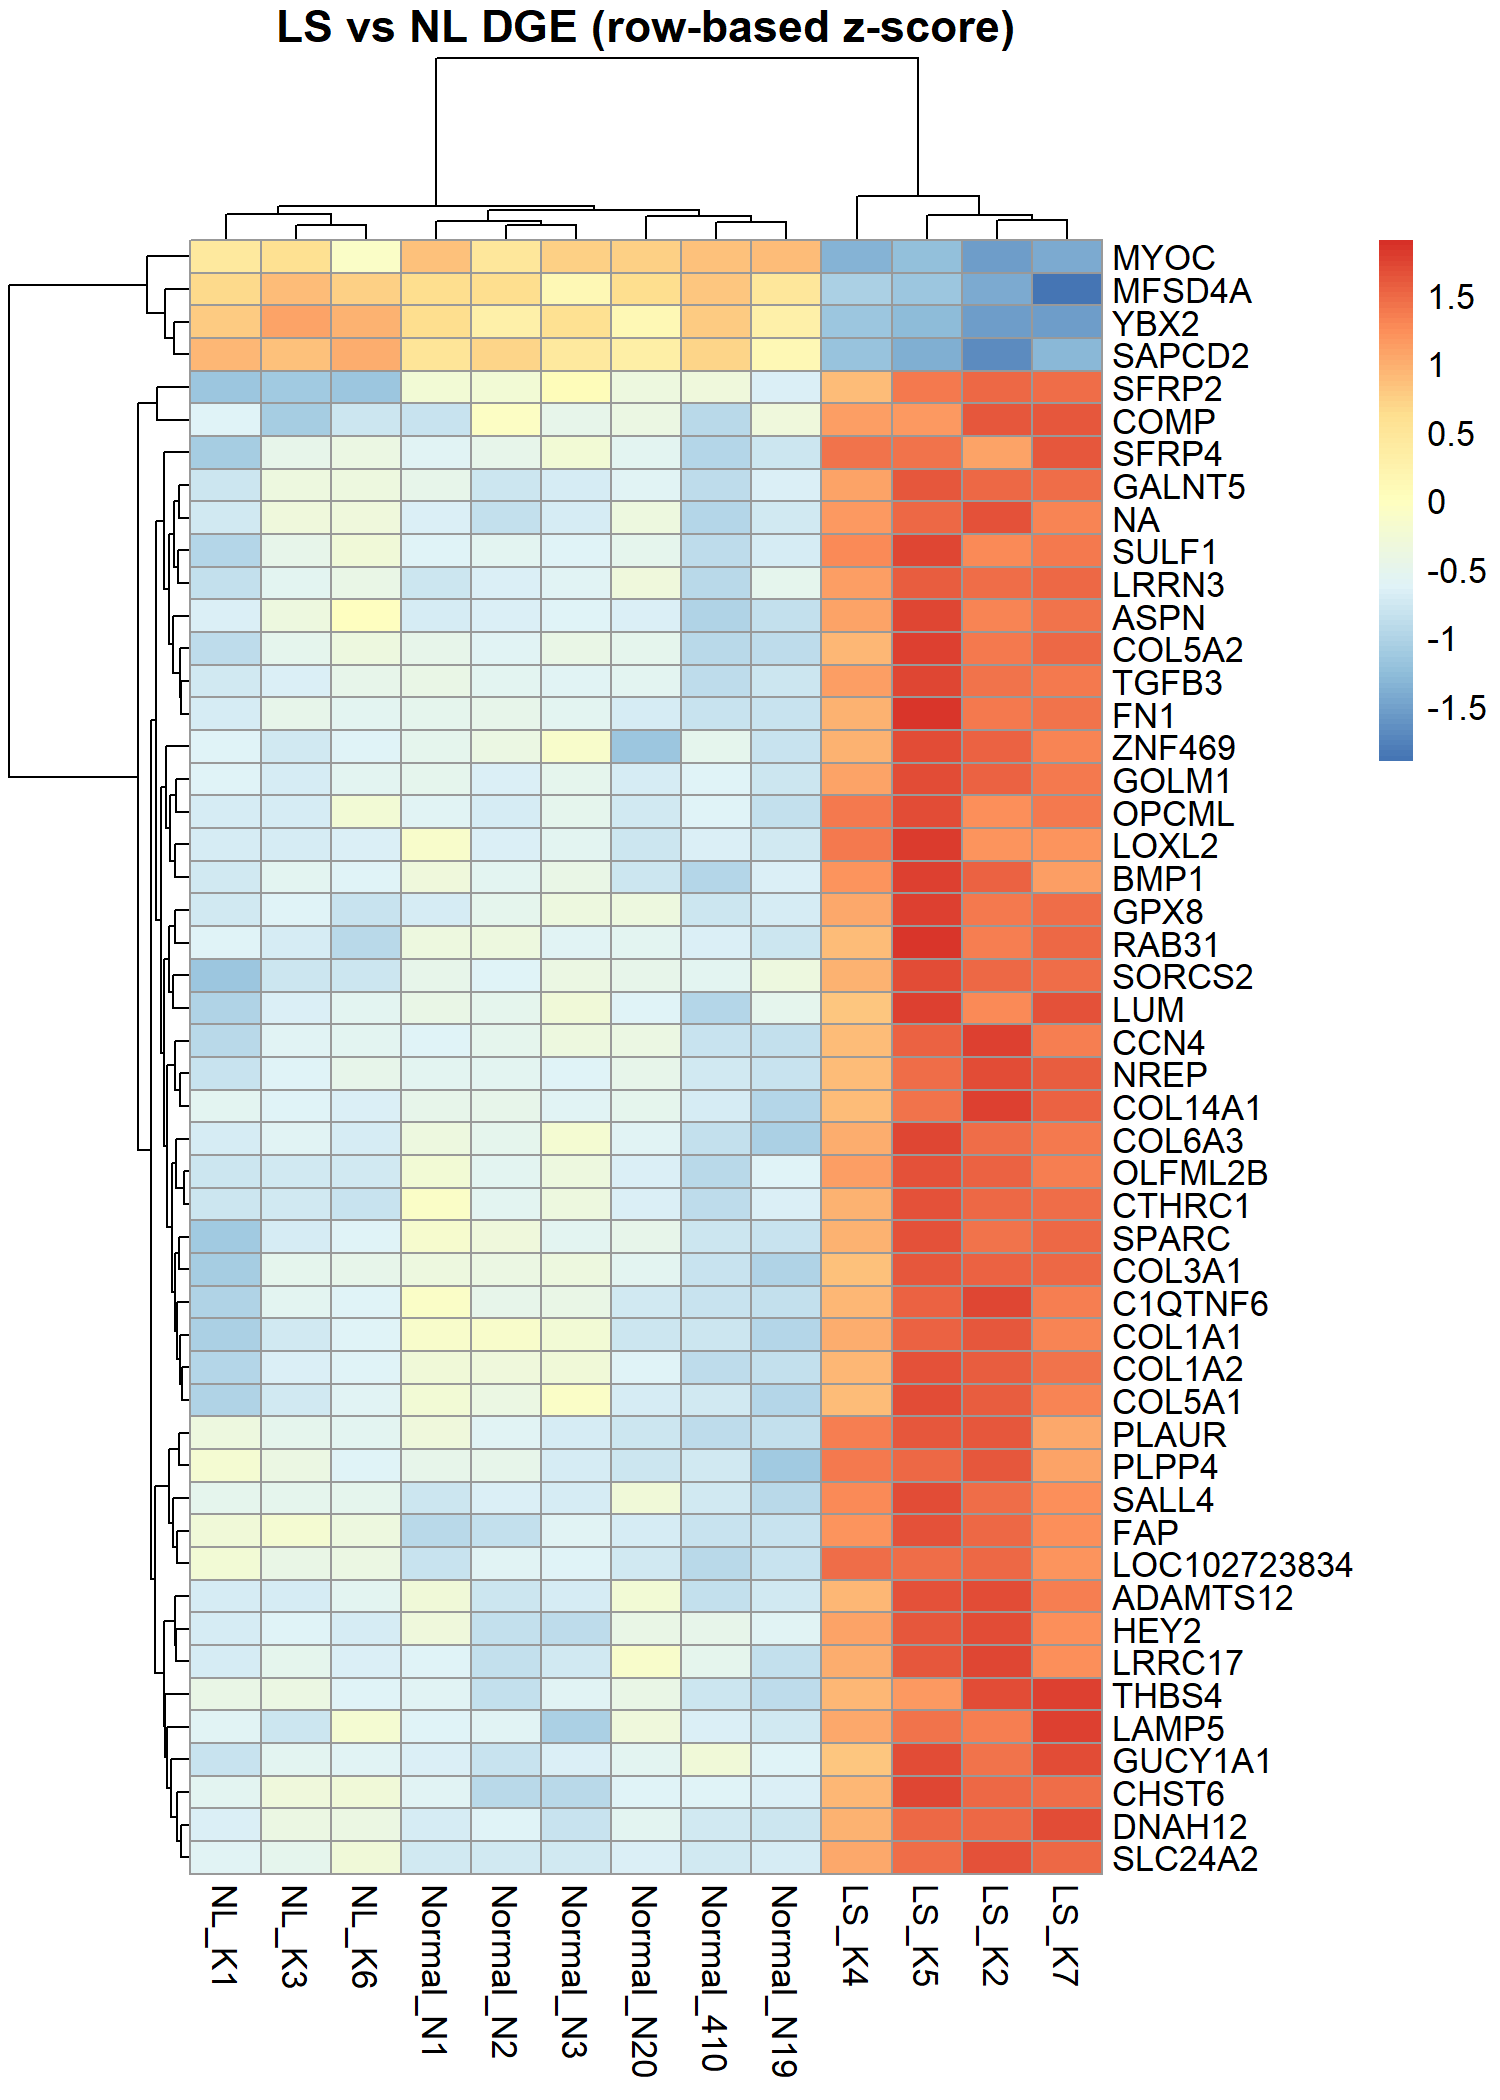 LS vs NL DGE (row-based z-score)
MYOC
MFSD4A
YBX2
SAPCD2
SFRP2
COMP
SFRP4
GALNT5
NA
SULF1
LRRN3
ASPN
COL5A2
TGFB3
FN1
ZNF469
GOLM1
OPCML
LOXL2
BMP1
GPX8
RAB31
SORCS2
LUM
CCN4
NREP
COL14A1
COL6A3
OLFML2B
CTHRC1
SPARC
COL3A1
C1QTNF6
COL1A1
COL1A2
COL5A1
PLAUR
PLPP4
SALL4
FAP
LOC102723834
ADAMTS12
HEY2
LRRC17
THBS4
LAMP5
GUCY1A1
CHST6
DNAH12
SLC24A2
1.5
1
0.5
0
-0.5
-1
-1.5
NL_K1
NL_K3
NL_K6
Normal_N1
Normal_N2
Normal_N3
Normal_N20
Normal_410
Normal_N19
LS_K4
LS_K5
LS_K2
LS_K7